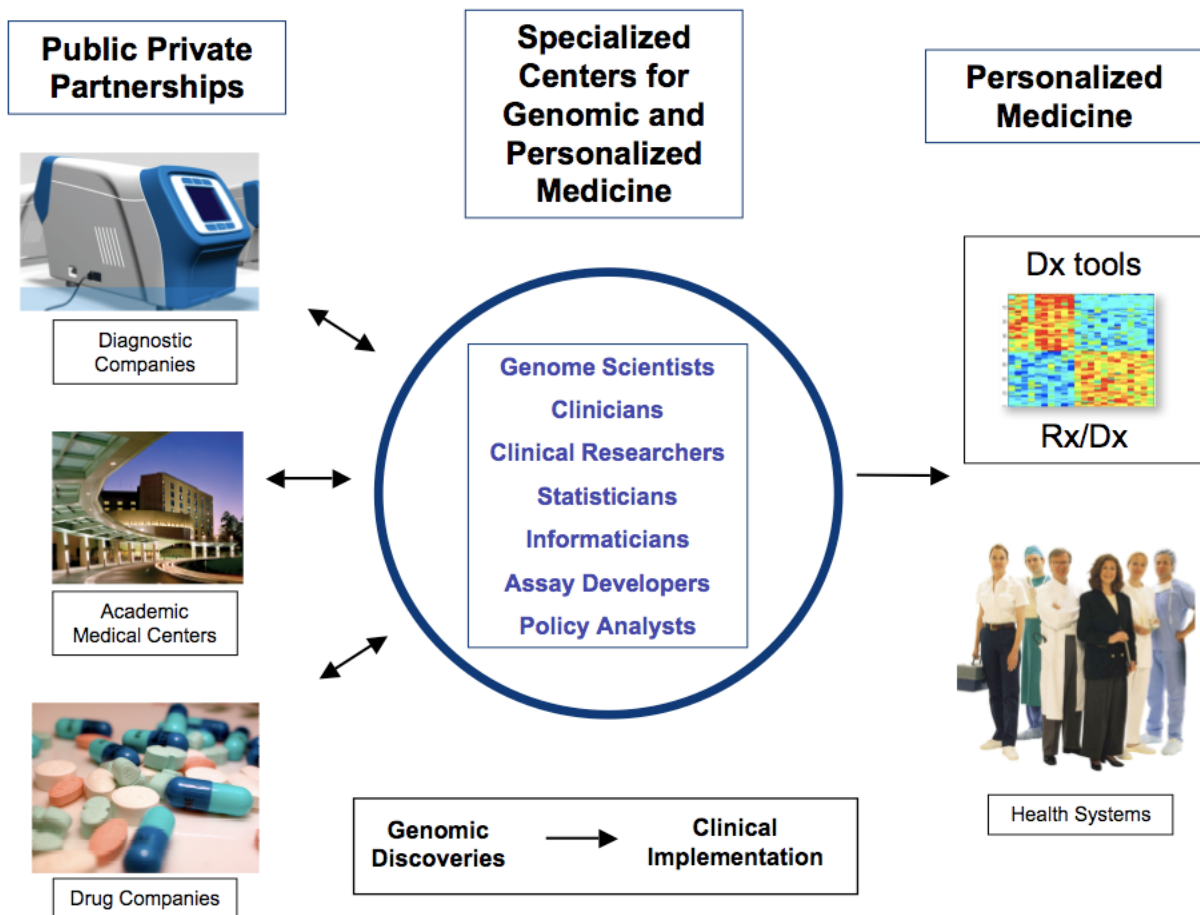 Public Private
Partnerships
Specialized
Centers for
Genomic and
Personalized
Medicine
Personalized
Medicine
Diagnostic
Companies
Academic
Medical Centers
Drug Companies
Genome Scientists
Clinicians
Clinical Researchers
Statisticians
Informaticians
Assay Developers
Policy Analysts
Dx tools
Rx/Dx
Health Systems
Genomic
Discoveries
Clinical
Implementation